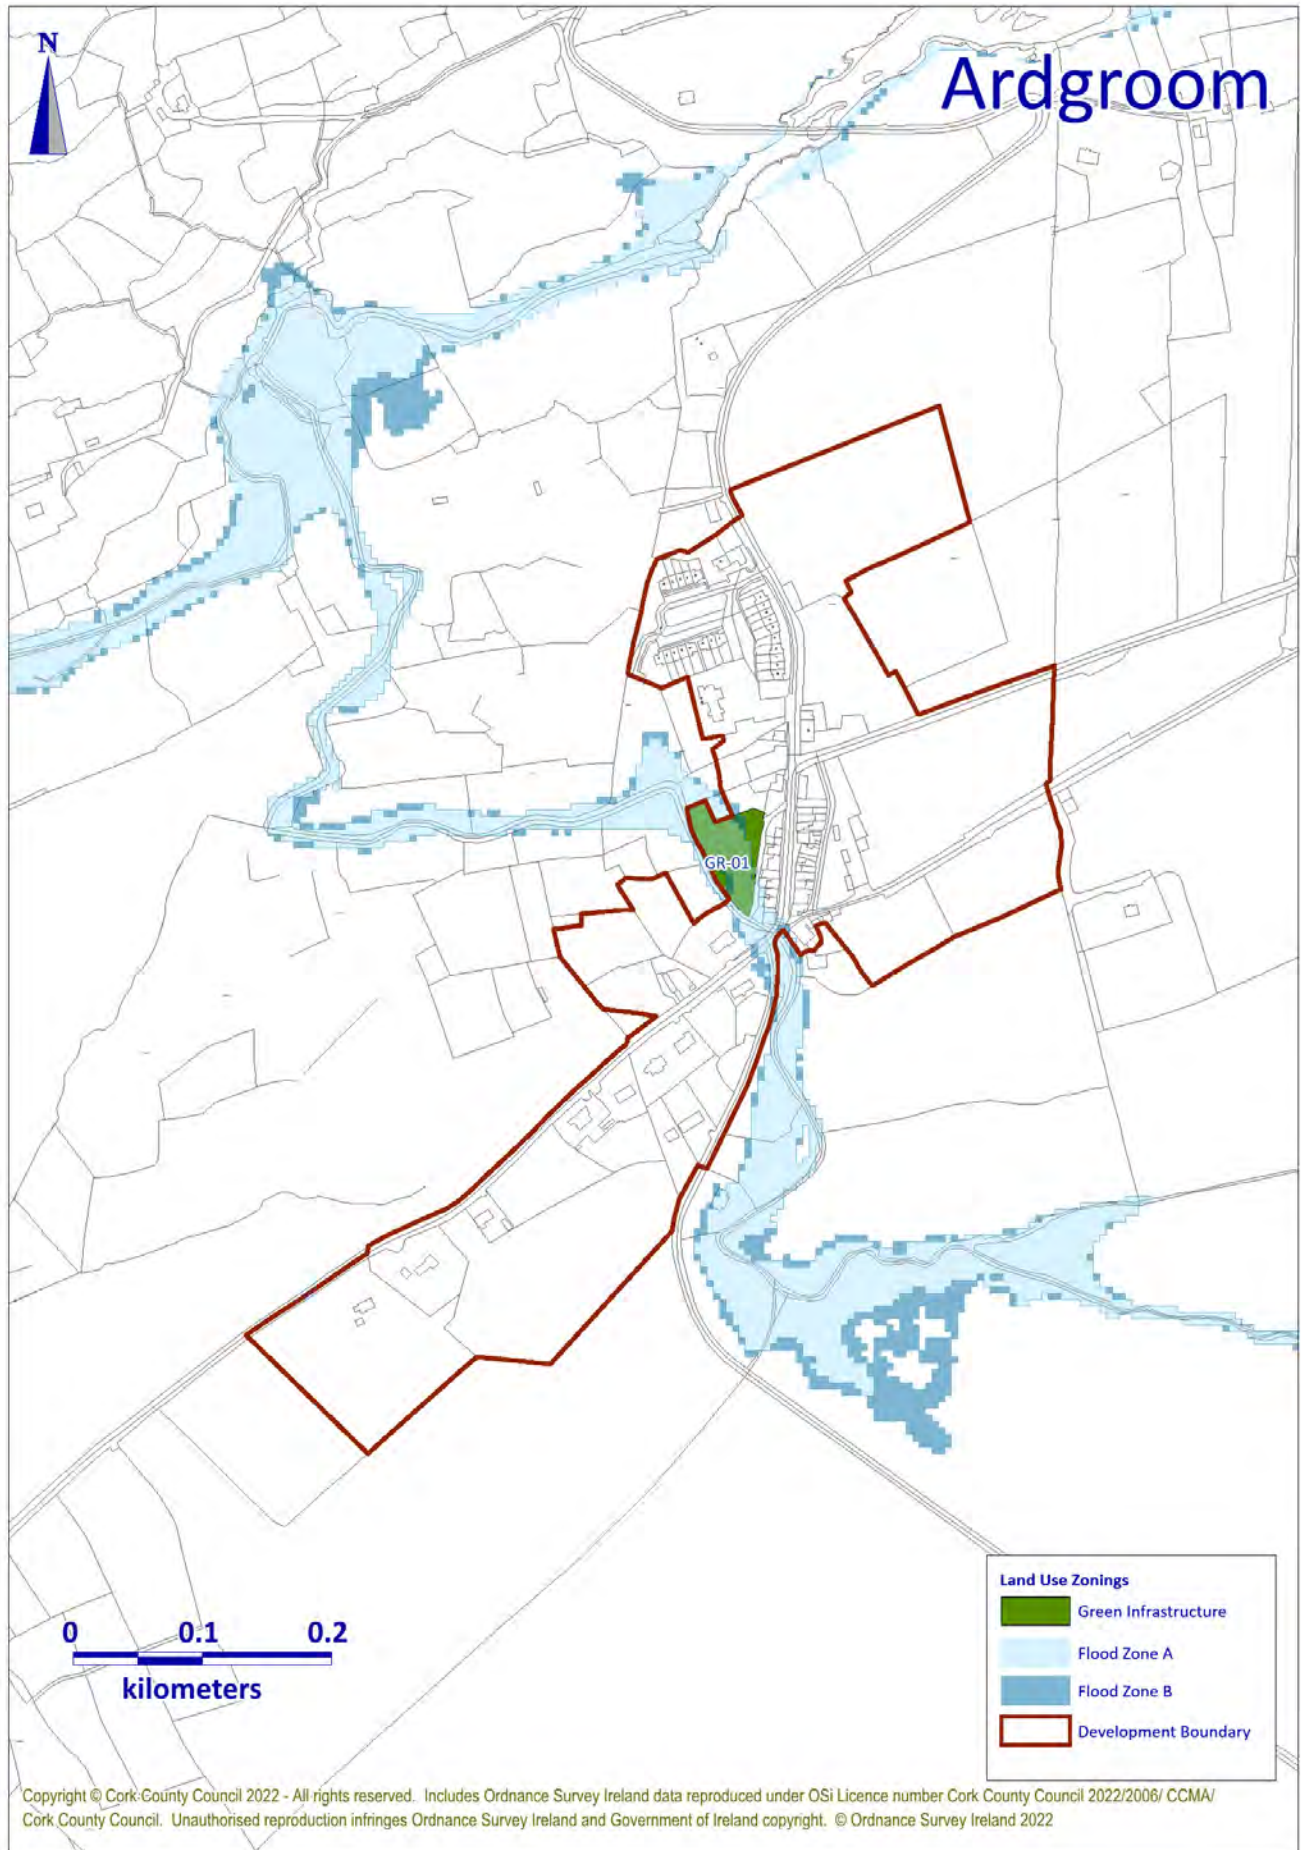 N
Ardgroom
GR-01
Land Use Zonings
Green Infrastructure
Flood Zone A
Flood Zone B
Development Boundary
0 0.1 0.2
kilometers
Copyright © Cork County Council 2022 - All rights reserved. Includes Ordnance Survey Ireland data reproduced under OSi Licence number Cork County Council 2022/2006/ CCMA/
Cork County Council. Unauthorised reproduction infringes Ordnance Survey Ireland and Government of Ireland copyright. © Ordnance Survey Ireland 2022